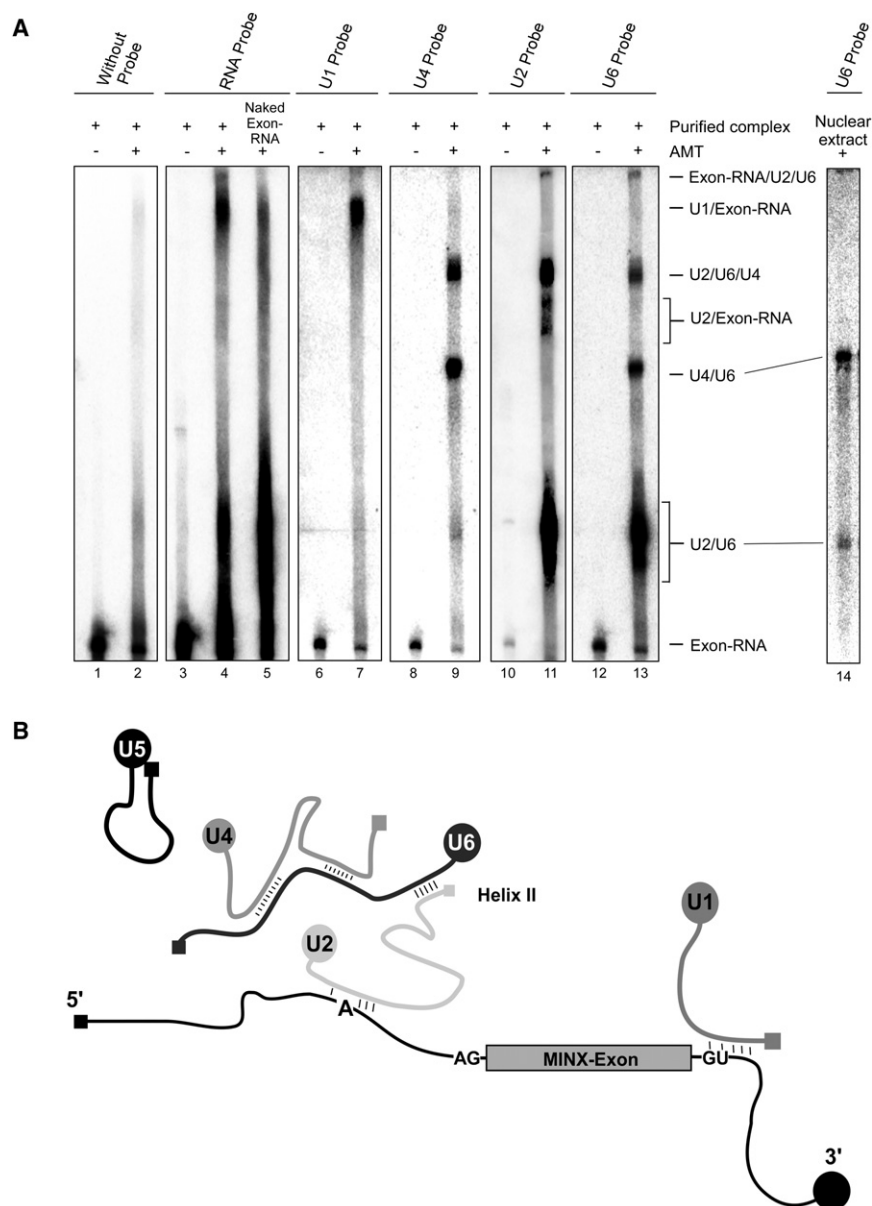 A
Without Probe
RNA Probe
U1 Probe
U4 Probe
U2 Probe
U6 Probe
U6 Probe
Naked Exon-RNA
Nuclear extract
+ + + + + + + + + + + + Purified complex
- + - + + - + - + - + - + AMT +
Exon-RNA/U2/U6
U1/Exon-RNA
U2/U6/U4
U2/Exon-RNA
U4/U6
U2/U6
Exon-RNA
1 2 3 4 5 6 7 8 9 10 11 12 13 14
B
U5
U4
U6
Helix II
U1
U2
5'
A
AG
MINX-Exon
GU
3'